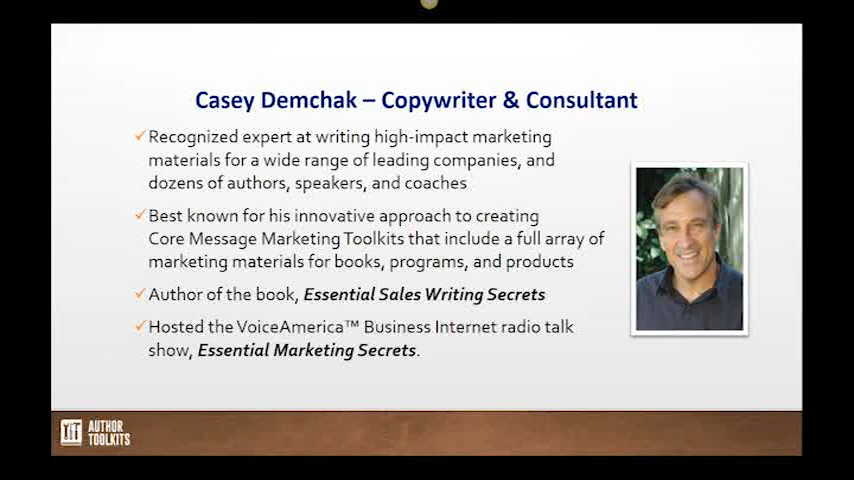 Casey Demchak – Copywriter & Consultant
✓Recognized expert at writing high-impact marketing
materials for a wide range of leading companies, and
dozens of authors, speakers, and coaches
✓Best known for his innovative approach to creating
Core Message Marketing Toolkits that include a full array of
marketing materials for books, programs, and products
✓Author of the book, Essential Sales Writing Secrets
✓Hosted the VoiceAmerica™ Business Internet radio talk
show, Essential Marketing Secrets.
AUTHOR
TOOLKITS